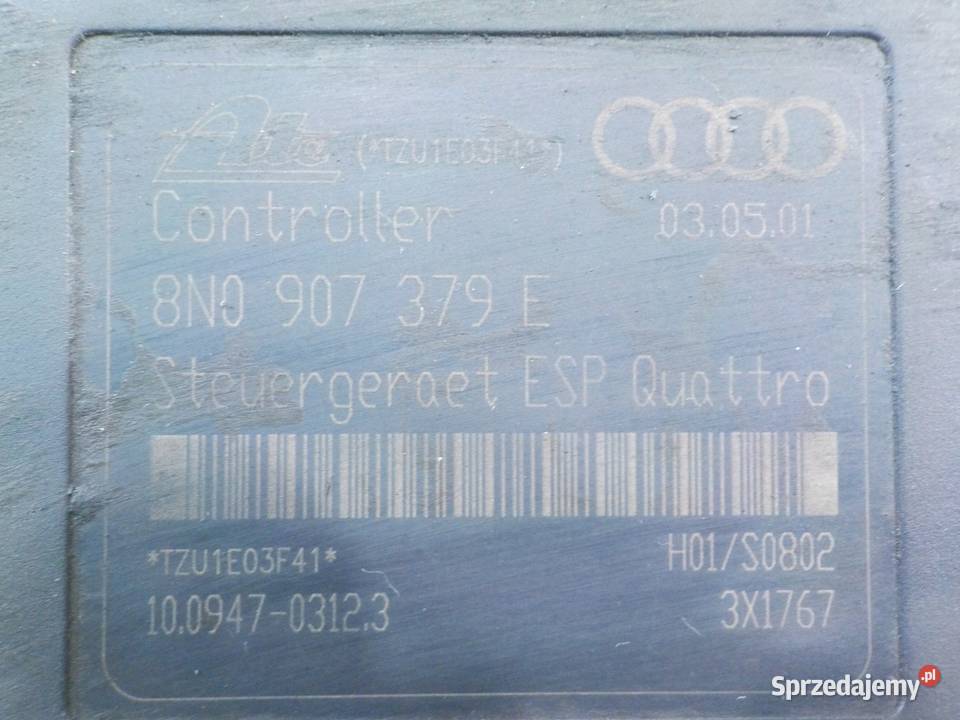 Ate (*TZU1E03F41*)
Controller 03.05.01
8N0 907 379 E
Steuergeraet ESP Quattro
*TZU1E03F41* H01/S0802
10.0947-0312.3 3X1767
Sprzedajemy.pl